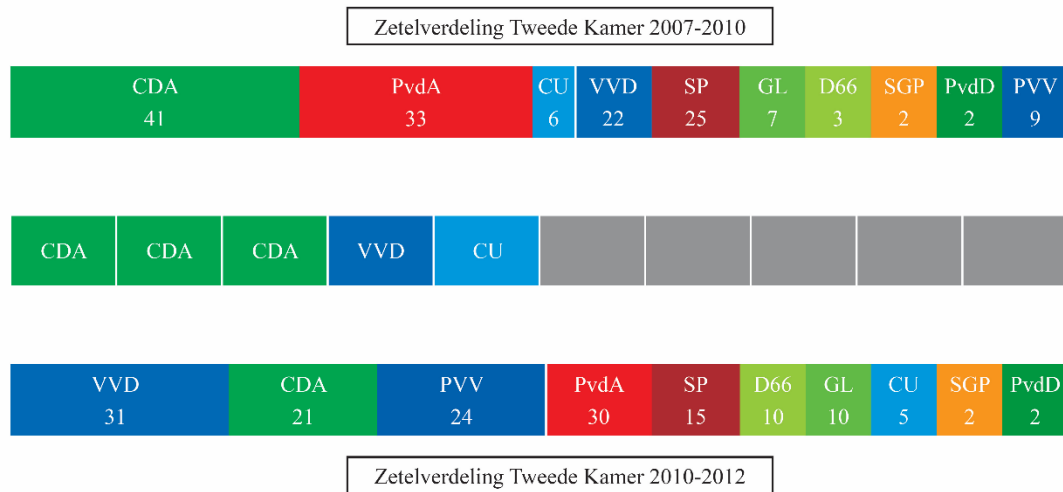 Zetelverdeling Tweede Kamer 2007-2010
CDA PvdA CU VVD SP GL D66 SGP PvdD PVV
41 33 6 22 25 7 3 2 2 9
CDA CDA CDA VVD CU
VVD CDA PVV PvdA SP D66 GL CU SGP PvdD
31 21 24 30 15 10 10 5 2 2
Zetelverdeling Tweede Kamer 2010-2012